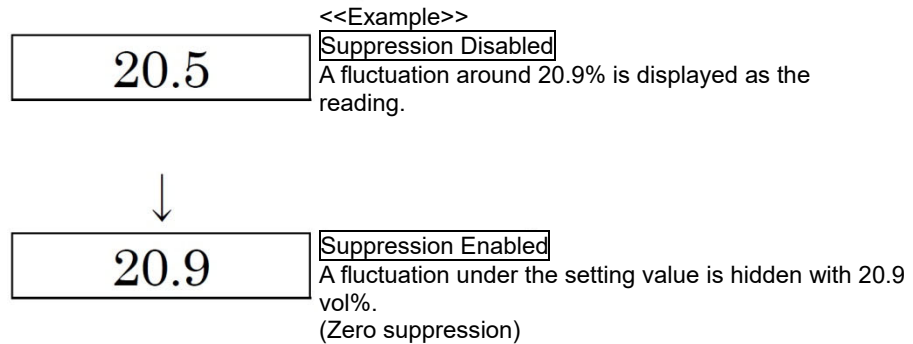 <<Example>>
Suppression Disabled
20.5
A fluctuation around 20.9% is displayed as the
reading.
↓
Suppression Enabled
20.9
A fluctuation under the setting value is hidden with 20.9
vol%.
(Zero suppression)